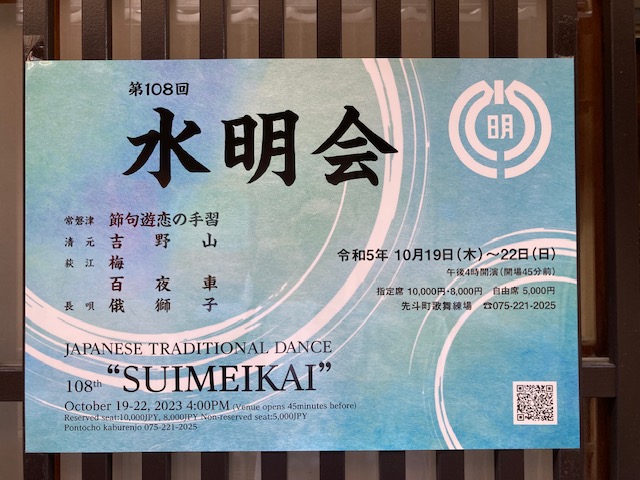 第108回
水明会
明
常磐津 節句遊恋の手習
清元 吉野山
荻江 梅
百夜車
長唄 俄獅子
令和5年 10月19日(木)～22日(日)
午後4時開演(開場45分前)
指定席 10,000円・8,000円 自由席 5,000円
先斗町歌舞練場 ☎075-221-2025
JAPANESE TRADITIONAL DANCE
108th “SUIMEIKAI”
October 19-22, 2023 4:00PM (Venue opens 45minutes before)
Reserved seat:10,000JPY, 8,000JPY Non-reserved seat:5,000JPY
Pontocho kaburenjo 075-221-2025